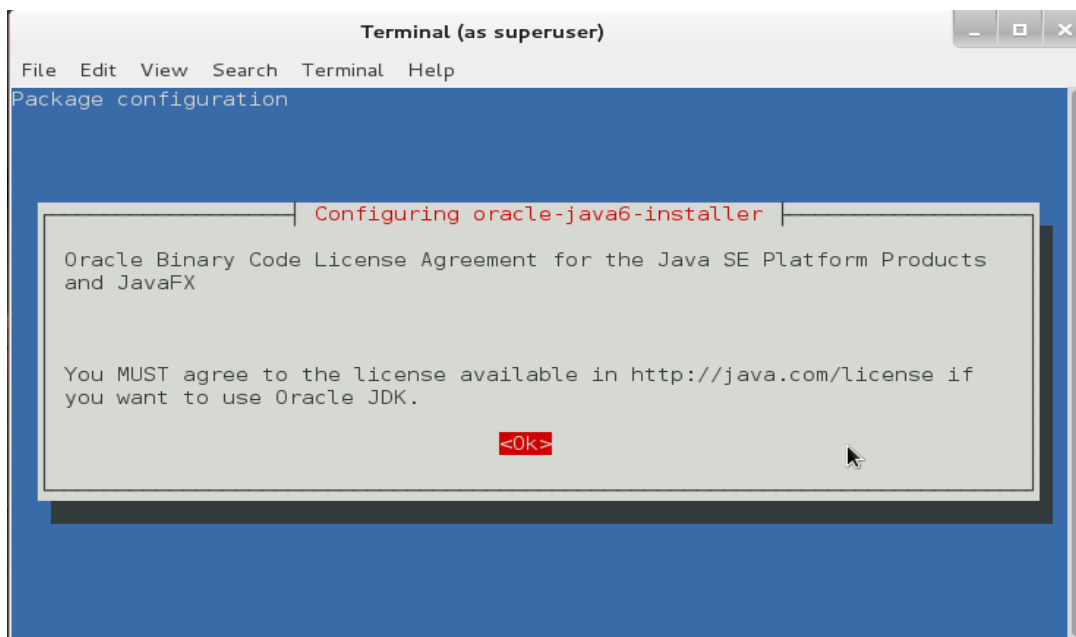 Terminal (as superuser)
File Edit View Search Terminal Help
Package configuration
Configuring oracle-java6-installer
Oracle Binary Code License Agreement for the Java SE Platform Products
and JavaFX
You MUST agree to the license available in http://java.com/license if
you want to use Oracle JDK.
<Ok>